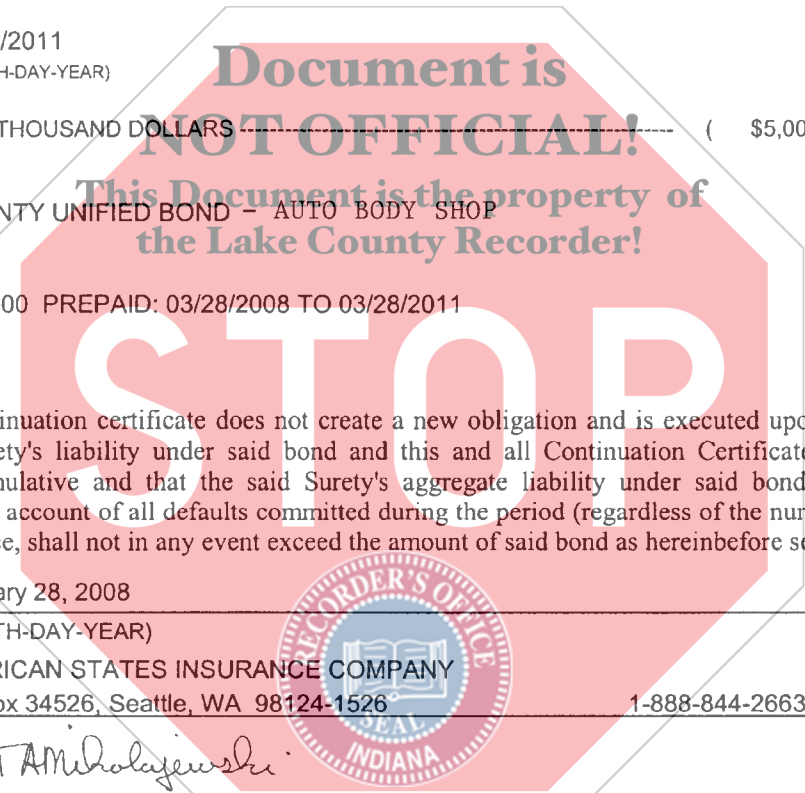 /2011
H-DAY-YEAR)
Document is
THOUSAND DOLLARS ---------------------------------------------------- ( $5,00
NOT OFFICIAL!
This Document is the property of
NTY UNIFIED BOND - AUTO BODY SHOP
the Lake County Recorder!
00 PREPAID: 03/28/2008 TO 03/28/2011
STOP
inuation certificate does not create a new obligation and is executed upo
ety's liability under said bond and this and all Continuation Certificate
nulative and that the said Surety's aggregate liability under said bond
account of all defaults committed during the period (regardless of the nur
e, shall not in any event exceed the amount of said bond as hereinbefore se
ary 28, 2008
TH-DAY-YEAR)
RICAN STATES INSURANCE COMPANY
ox 34526, Seattle, WA 98124-1526 1-888-844-2663
RECORDER'S OFFICE
SEAL
INDIANA
T A Mikolajewski